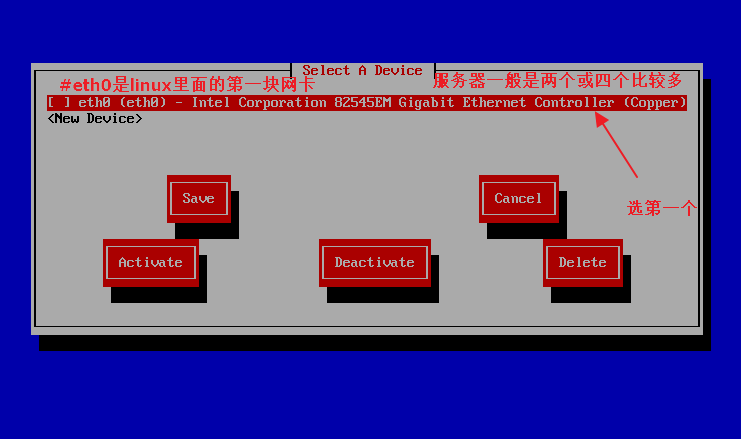 Select A Device
#eth0是linux里面的第一块网卡
服务器一般是两个或四个比较多
[ ] eth0 (eth0) - Intel Corporation 82545EM Gigabit Ethernet Controller (Copper)
<New Device>
选第一个
Save
Cancel
Activate
Deactivate
Delete